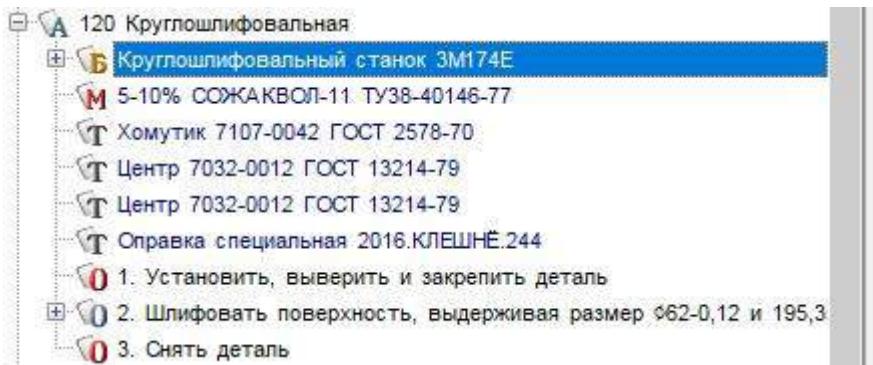 А 120 Круглошлифовальная
Б Круглошлифовальный станок 3М174Е
М 5-10% СОЖАКВОЛ-11 ТУ38-40146-77
Т Хомутик 7107-0042 ГОСТ 2578-70
Т Центр 7032-0012 ГОСТ 13214-79
Т Центр 7032-0012 ГОСТ 13214-79
Т Оправка специальная 2016.КЛЕШНЁ.244
О 1. Установить, выверить и закрепить деталь
О 2. Шлифовать поверхность, выдерживая размер ¢62-0,12 и 195,3
О 3. Снять деталь